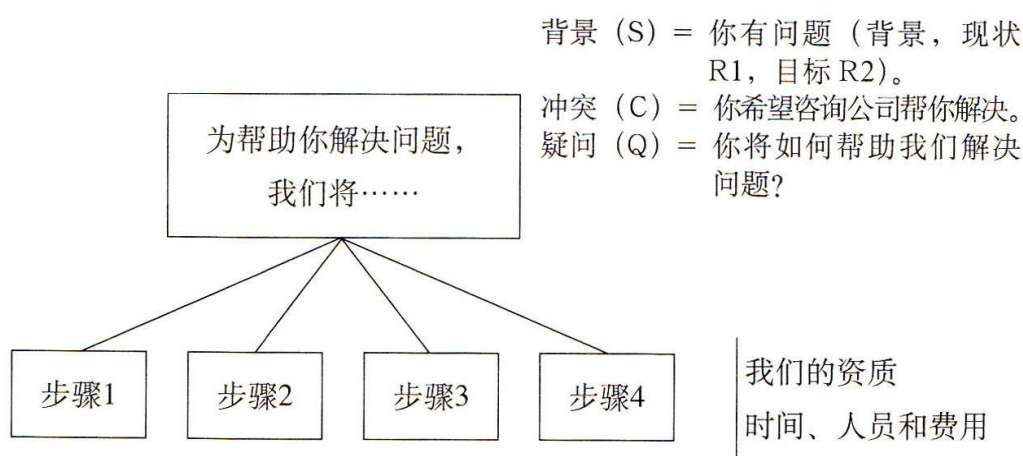 背景（S）= 你有问题（背景，现状
R1，目标 R2）。
冲突（C）= 你希望咨询公司帮你解决。
疑问（Q）= 你将如何帮助我们解决
问题？
为帮助你解决问题，
我们将……
步骤1
步骤2
步骤3
步骤4
我们的资质
时间、人员和费用